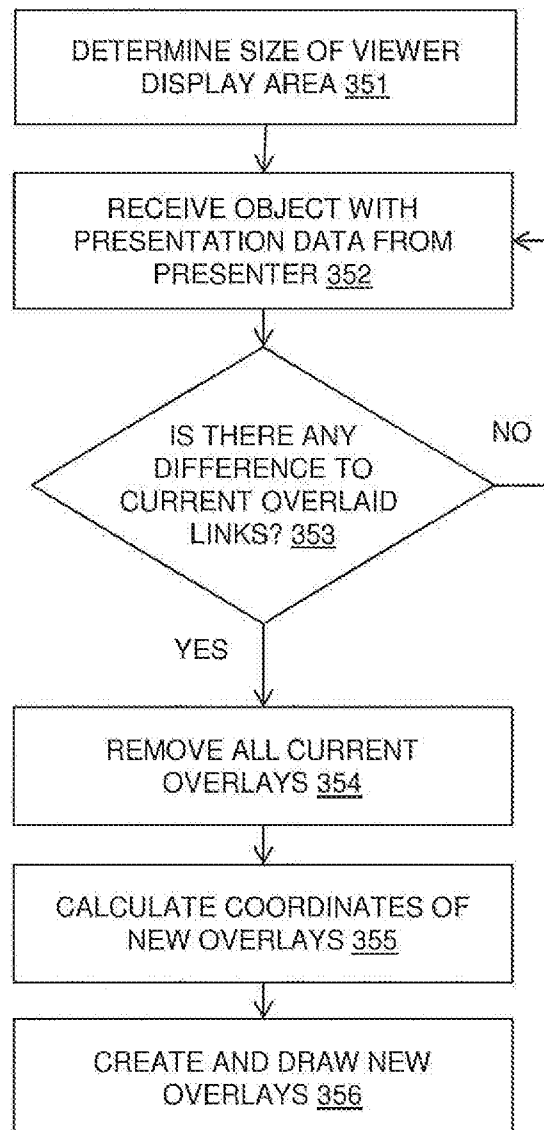 DETERMINE SIZE OF VIEWER
DISPLAY AREA 351
RECEIVE OBJECT WITH
PRESENTATION DATA FROM
PRESENTER 352
IS THERE ANY
DIFFERENCE TO
CURRENT OVERLAID
LINKS? 353
NO
YES
REMOVE ALL CURRENT
OVERLAYS 354
CALCULATE COORDINATES OF
NEW OVERLAYS 355
CREATE AND DRAW NEW
OVERLAYS 356